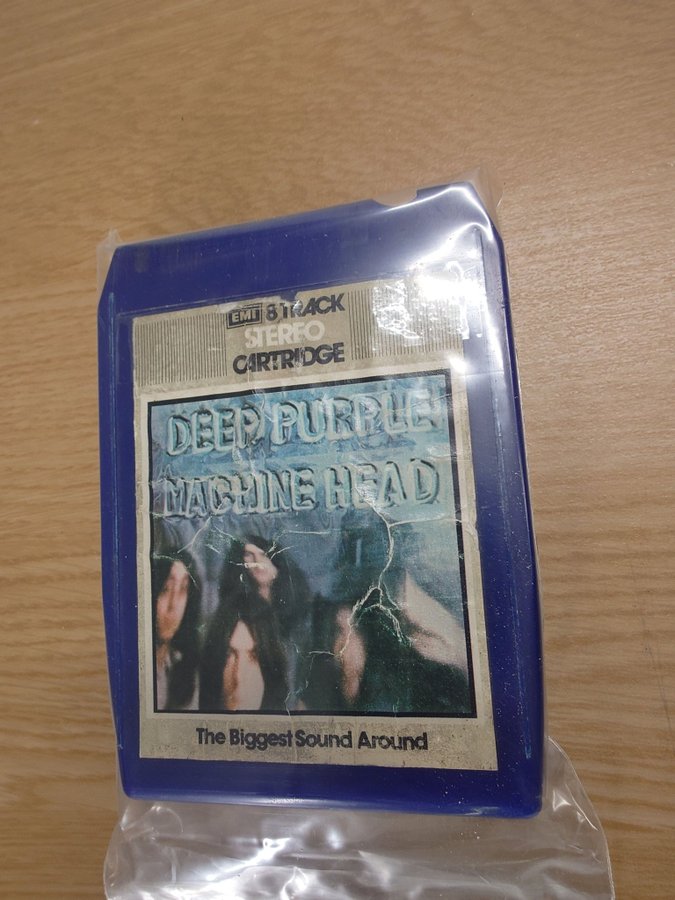 EMI 8 TRACK
STEREO
CARTRIDGE
DEEP PURPLE
MACHINE HEAD
The Biggest Sound Around